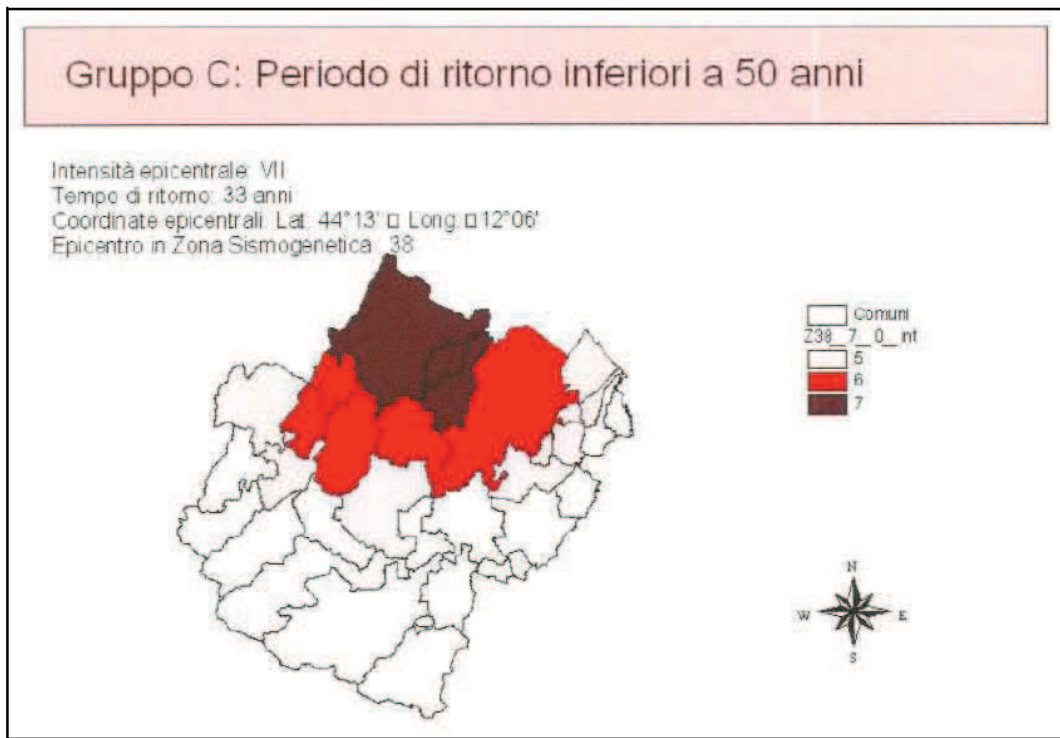 Gruppo C: Periodo di ritorno inferiori a 50 anni
Intensità epicentrale: VII
Tempo di ritorno: 33 anni
Coordinate epicentrali: Lat: 44°13' □ Long: □ 12°06'
Epicentro in Zona Sismogenetica : 38
Comuni
Z38__7__0__int
5
6
7
N
W
E
S